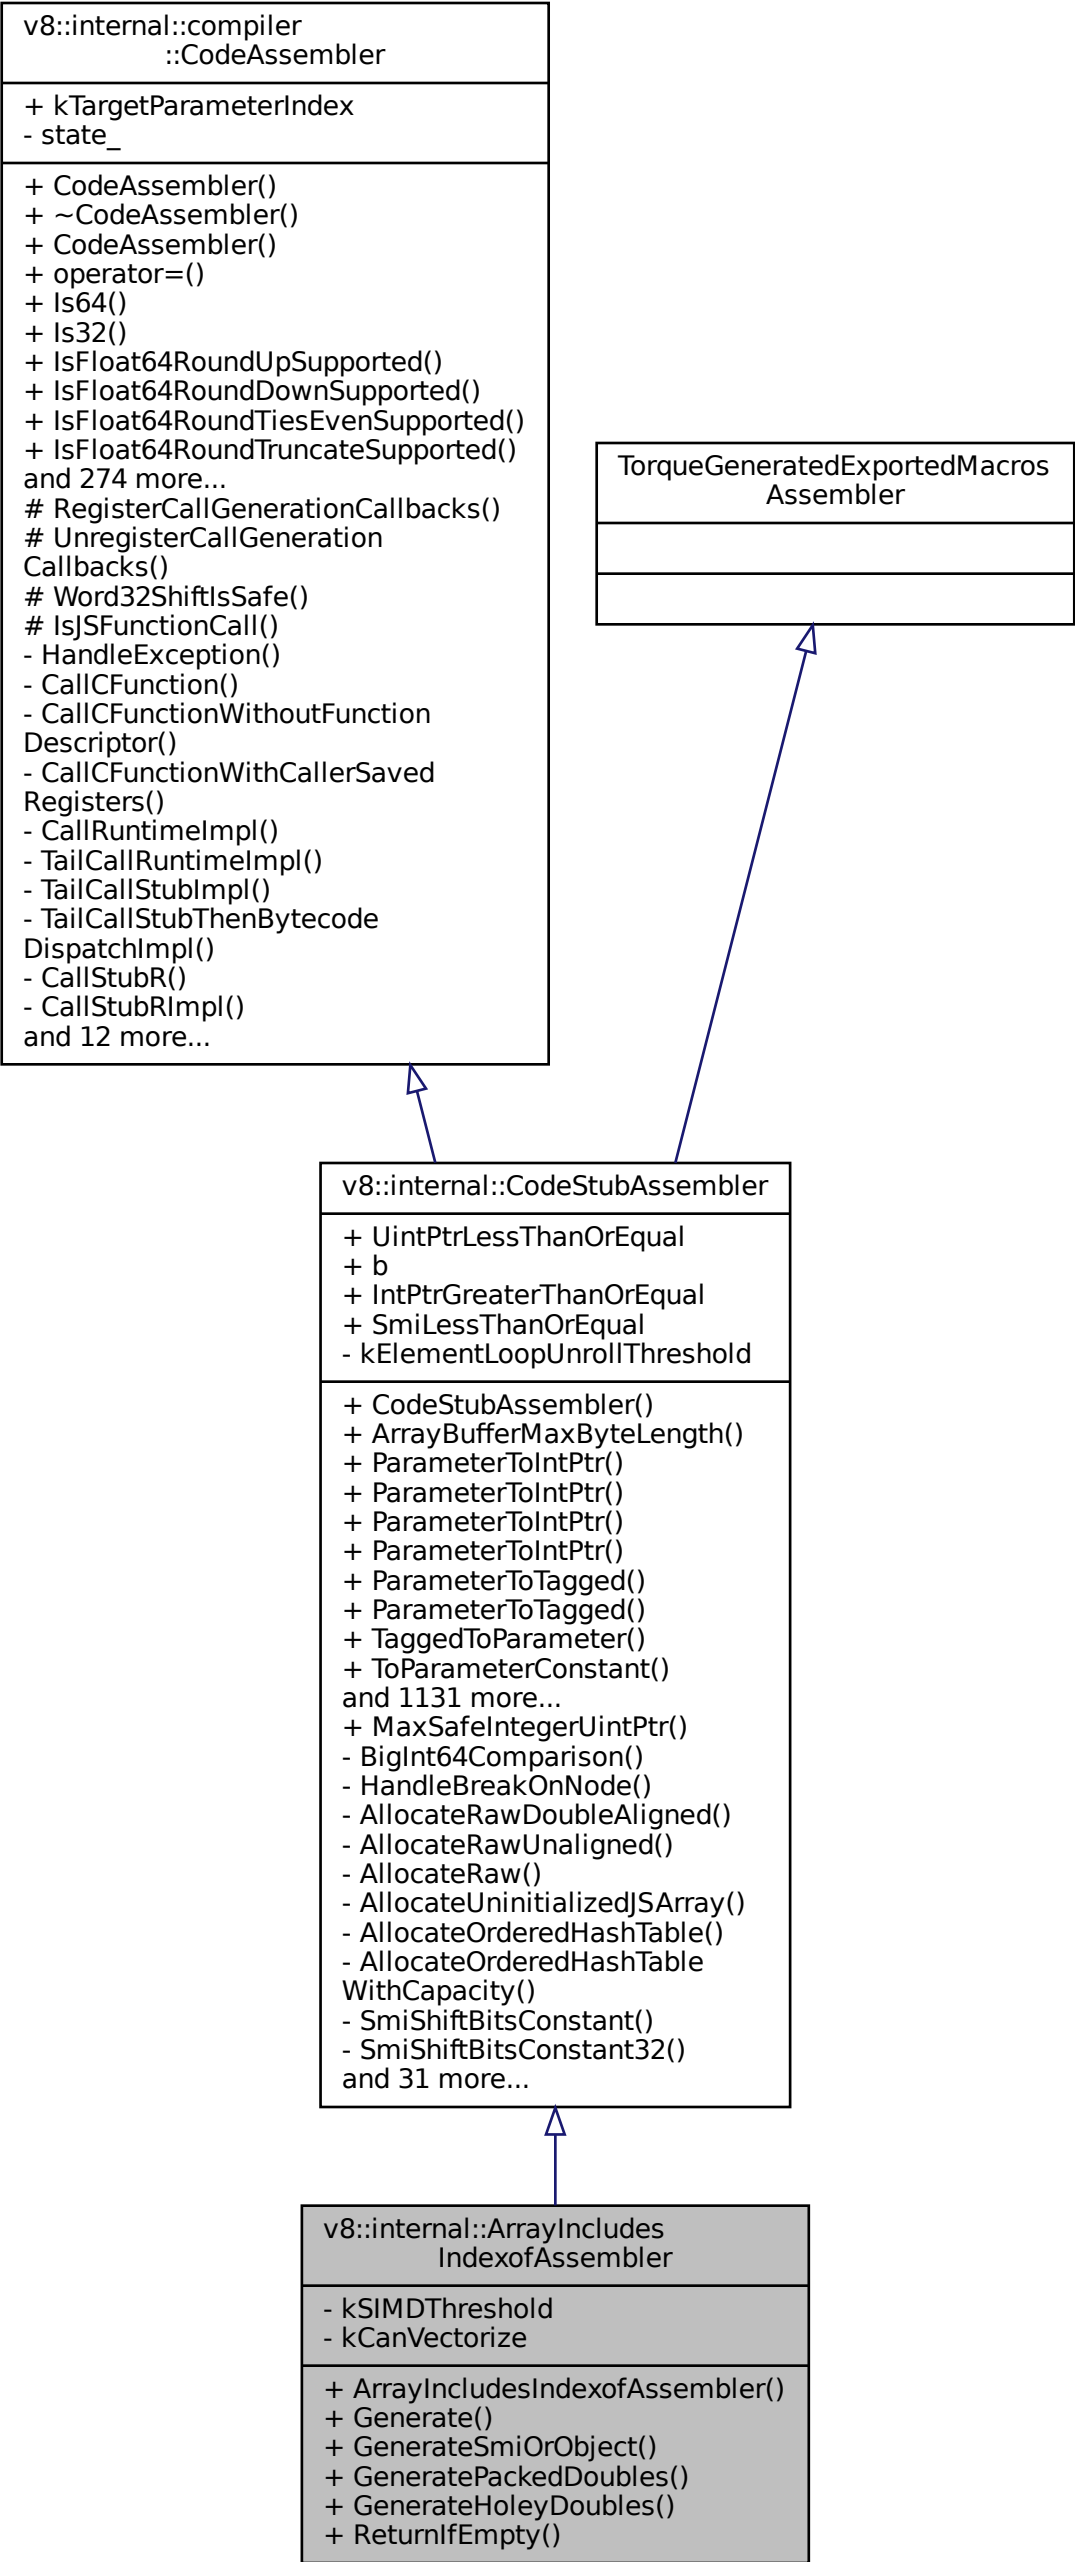 v8::internal::compiler
::CodeAssembler
+ kTargetParameterIndex
- state_
+ CodeAssembler()
+ ~CodeAssembler()
+ CodeAssembler()
+ operator=()
+ Is64()
+ Is32()
+ IsFloat64RoundUpSupported()
+ IsFloat64RoundDownSupported()
+ IsFloat64RoundTiesEvenSupported()
+ IsFloat64RoundTruncateSupported()
and 274 more...
# RegisterCallGenerationCallbacks()
# UnregisterCallGeneration
Callbacks()
# Word32ShiftIsSafe()
# IsJSFunctionCall()
- HandleException()
- CallCFunction()
- CallCFunctionWithoutFunction
Descriptor()
- CallCFunctionWithCallerSaved
Registers()
- CallRuntimeImpl()
- TailCallRuntimeImpl()
- TailCallStubImpl()
- TailCallStubThenBytecode
DispatchImpl()
- CallStubR()
- CallStubRImpl()
and 12 more...
TorqueGeneratedExportedMacros
Assembler
v8::internal::CodeStubAssembler
+ UintPtrLessThanOrEqual
+ b
+ IntPtrGreaterThanOrEqual
+ SmiLessThanOrEqual
- kElementLoopUnrollThreshold
+ CodeStubAssembler()
+ ArrayBufferMaxByteLength()
+ ParameterToIntPtr()
+ ParameterToIntPtr()
+ ParameterToIntPtr()
+ ParameterToIntPtr()
+ ParameterToTagged()
+ ParameterToTagged()
+ TaggedToParameter()
+ ToParameterConstant()
and 1131 more...
+ MaxSafeIntegerUintPtr()
- BigInt64Comparison()
- HandleBreakOnNode()
- AllocateRawDoubleAligned()
- AllocateRawUnaligned()
- AllocateRaw()
- AllocateUninitializedJSArray()
- AllocateOrderedHashTable()
- AllocateOrderedHashTable
WithCapacity()
- SmiShiftBitsConstant()
- SmiShiftBitsConstant32()
and 31 more...
v8::internal::ArrayIncludes
IndexofAssembler
- kSIMDThreshold
- kCanVectorize
+ ArrayIncludesIndexofAssembler()
+ Generate()
+ GenerateSmiOrObject()
+ GeneratePackedDoubles()
+ GenerateHoleyDoubles()
+ ReturnIfEmpty()